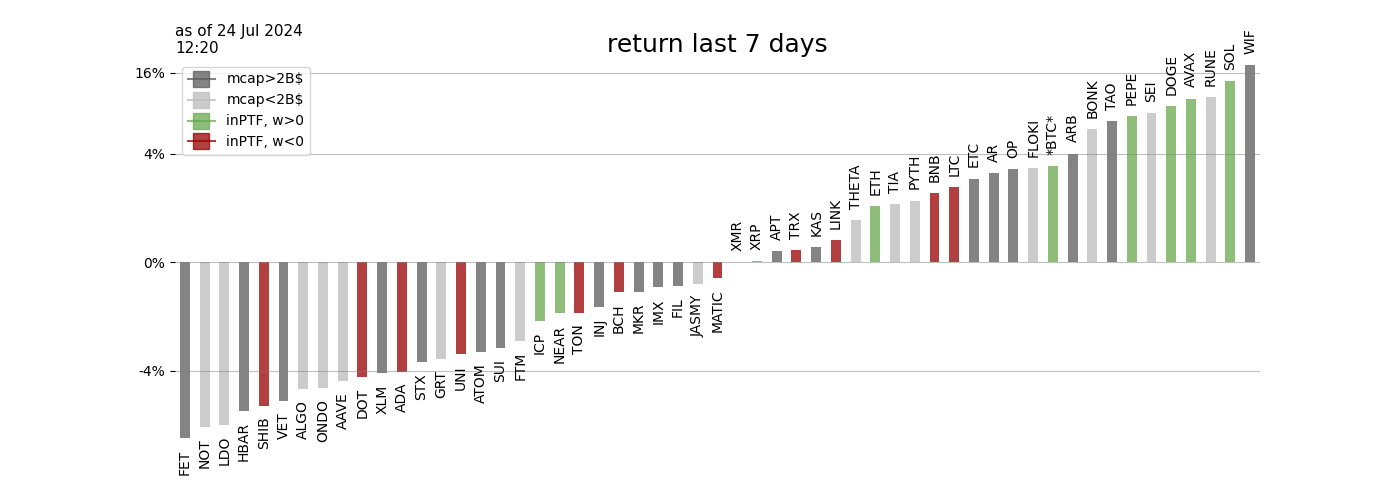 as of 24 Jul 2024
12:20
return last 7 days
16%
4%
0%
-4%
mcap>2B$
mcap<2B$
inPTF, w>0
inPTF, w<0
FET
NOT
LDO
HBAR
SHIB
VET
ALGO
ONDO
AAVE
DOT
XLM
ADA
STX
GRT
UNI
ATOM
SUI
FTM
ICP
NEAR
TON
INJ
BCH
MKR
IMX
FIL
JASMY
MATIC
XMR
XRP
APT
TRX
KAS
LINK
THETA
ETH
TIA
PYTH
BNB
LTC
ETC
AR
OP
FLOKI
*BTC*
ARB
BONK
TAO
PEPE
SEI
DOGE
AVAX
RUNE
SOL
WIF